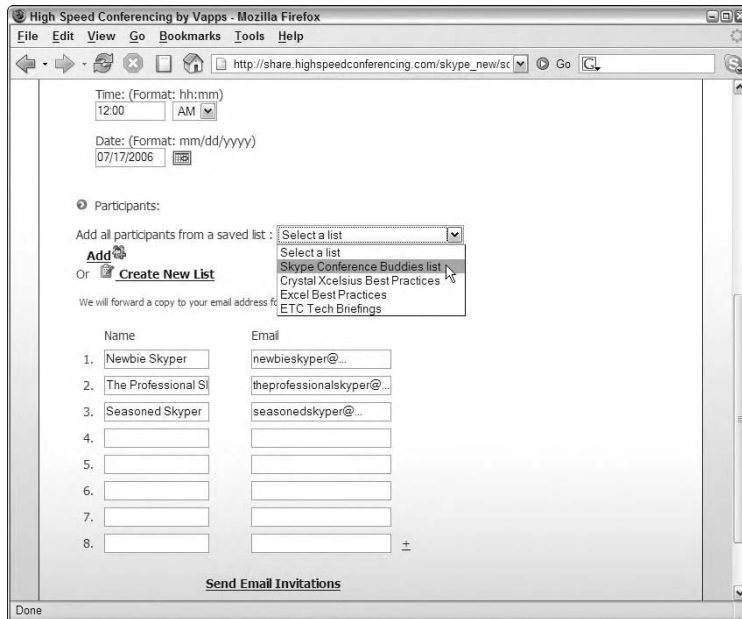 High Speed Conferencing by Vapps - Mozilla Firefox
File Edit View Go Bookmarks Tools Help
http://share.highspeedconferencing.com/skype_new/sc Go G
Time: (Format: hh:mm)
12:00 AM
Date: (Format: mm/dd/yyyy)
07/17/2006
Participants:
Add all participants from a saved list : Select a list
Select a list
Skype Conference Buddies list
Crystal Xcelsius Best Practices
Excel Best Practices
ETC Tech Briefings
Add
Or Create New List
We will forward a copy to your email address fo
Name Email
1. Newbie Skyper newbieskyper@...
2. The Professional Sl theprofessionalskyper@...
3. Seasoned Skyper seasonedskyper@...
4.
5.
6.
7.
8. +
Send Email Invitations
Done